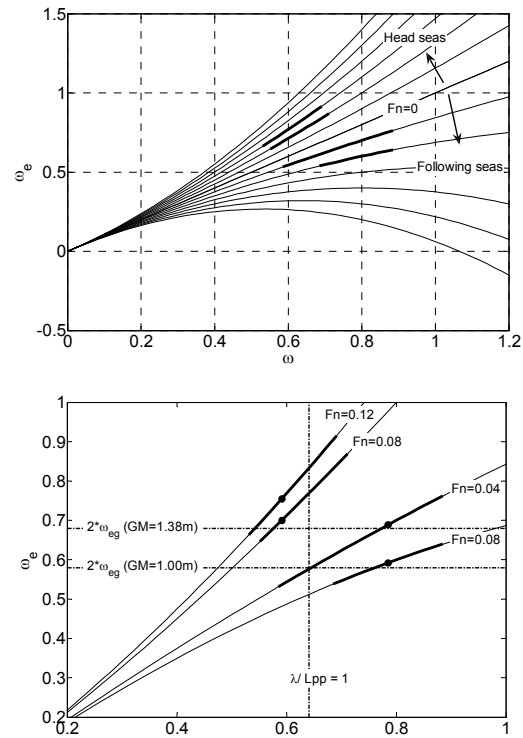 1.5
1
0.5
0
-0.5
ωe
Head seas
Fn=0
Following seas
0 0.2 0.4 0.6 0.8 1 1.2
ω
1
0.9
0.8
0.7
0.6
0.5
0.4
0.3
0.2
ωe
Fn=0.12
Fn=0.08
Fn=0.04
2*ωeg (GM=1.38m)
Fn=0.08
2*ωeg (GM=1.00m)
λ/ Lpp = 1
0.2 0.4 0.6 0.8 1